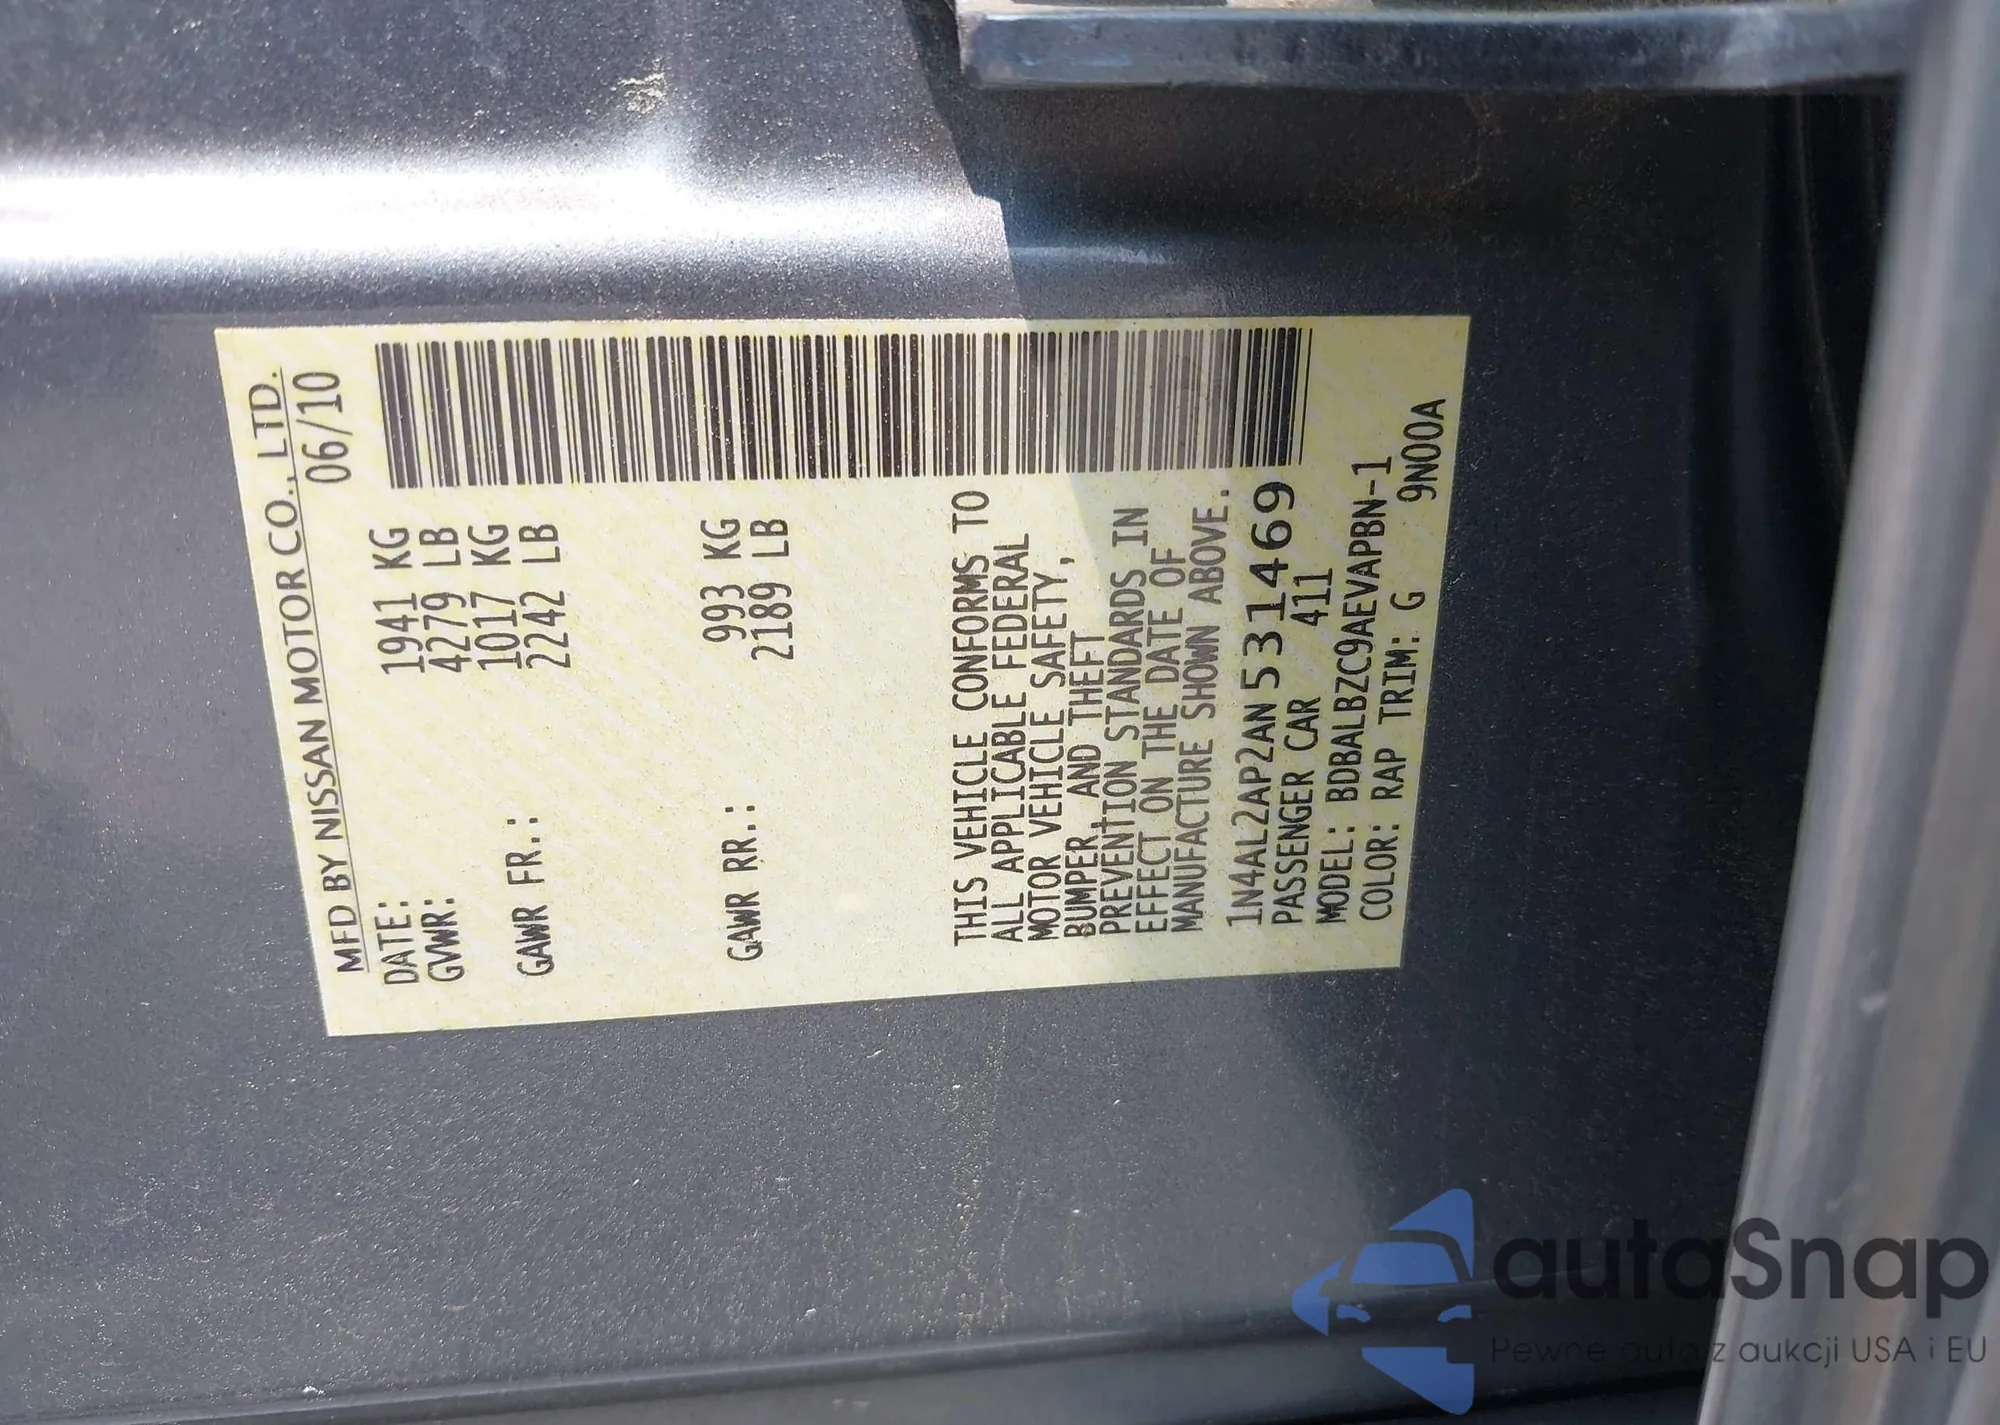 MFD BY NISSAN MOTOR CO., LTD.
DATE: 06/10
GVWR: 1941 KG
4279 LB
GAWR FR.: 1017 KG
2242 LB
GAWR RR.: 993 KG
2189 LB
THIS VEHICLE CONFORMS TO
ALL APPLICABLE FEDERAL
MOTOR VEHICLE SAFETY,
BUMPER, AND THEFT
PREVENTION STANDARDS IN
EFFECT ON THE DATE OF
MANUFACTURE SHOWN ABOVE.
1N4AL2AP2AN531469
PASSENGER CAR 411
MODEL: BDBALBZC9AEVAPBN-1
COLOR: RAP TRIM: G 9N00A
autaSnap
Pewne auta z aukcji USA i EU